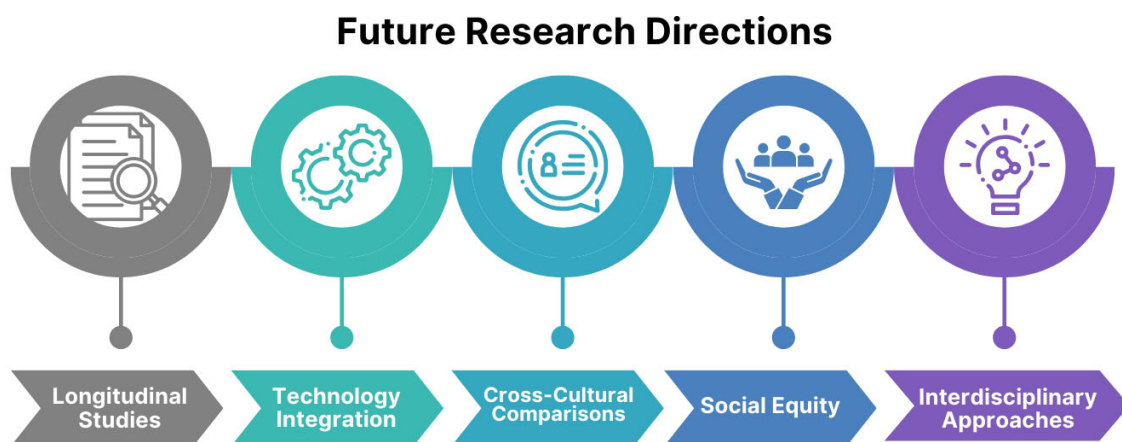 Future Research Directions
Longitudinal
Studies
Technology
Integration
Cross-Cultural
Comparisons
Social Equity
Interdisciplinary
Approaches